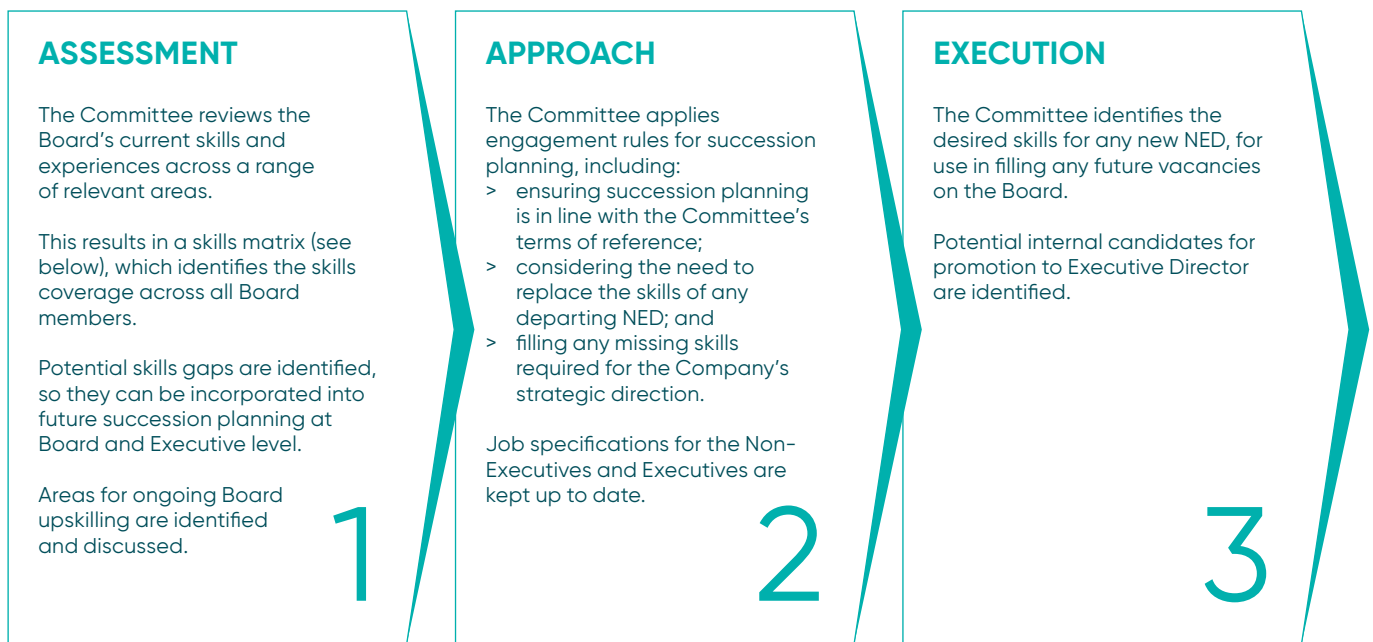 ASSESSMENT
The Committee reviews the
Board's current skills and
experiences across a range
of relevant areas.
This results in a skills matrix (see
below), which identifies the skills
coverage across all Board
members.
Potential skills gaps are identified,
so they can be incorporated into
future succession planning at
Board and Executive level.
Areas for ongoing Board
upskilling are identified
and discussed.
1
APPROACH
The Committee applies
engagement rules for succession
planning, including:
> ensuring succession planning
is in line with the Committee's
terms of reference;
> considering the need to
replace the skills of any
departing NED; and
> filling any missing skills
required for the Company's
strategic direction.
Job specifications for the Non-
Executives and Executives are
kept up to date.
2
EXECUTION
The Committee identifies the
desired skills for any new NED, for
use in filling any future vacancies
on the Board.
Potential internal candidates for
promotion to Executive Director
are identified.
3